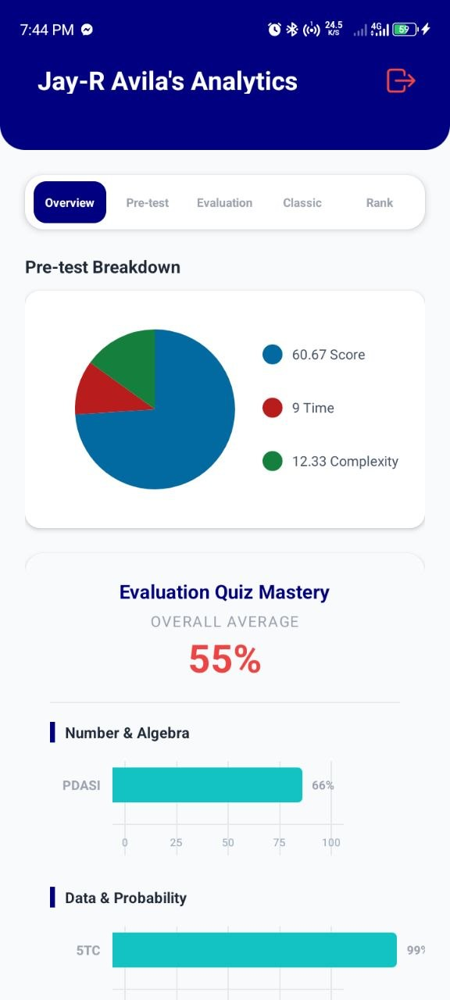 7:44 PM
24.5
K/S
4G
59
Jay-R Avila's Analytics
Overview
Pre-test
Evaluation
Classic
Rank
Pre-test Breakdown
60.67 Score
9 Time
12.33 Complexity
Evaluation Quiz Mastery
OVERALL AVERAGE
55%
Number & Algebra
PDASI
66%
0 25 50 75 100
Data & Probability
5TC
99%